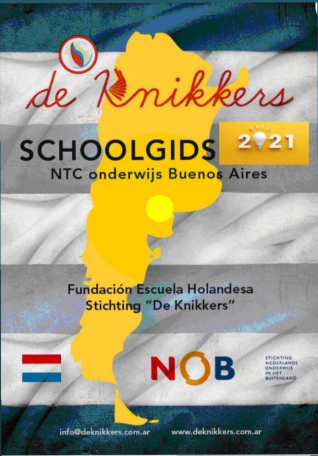 de Knikkers
SCHOOLGIDS 2021
NTC onderwijs Buenos Aires
Fundación Escuela Holandesa
Stichting "De Knikkers"
NOB
STICHTING
NEDERLANDS
ONDERWIJS
IN HET
BUITENLAND
info@deknikkers.com.ar www.deknikkers.com.ar